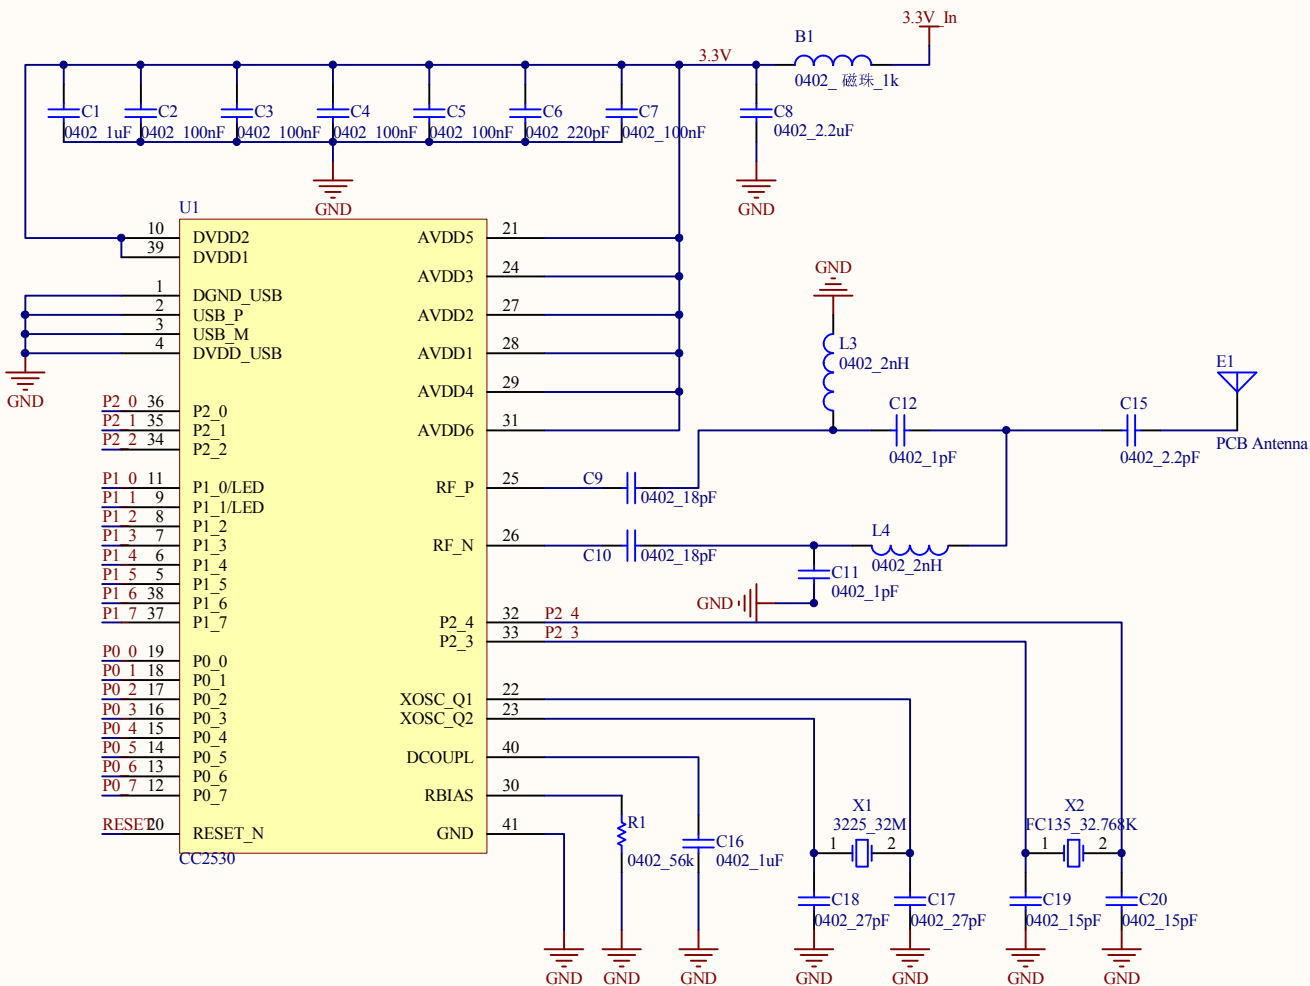 3.3V_In
B1
3.3V
0402_ 磁珠_1k
C1
C2
C3
C4
C5
C6
C7
C8
0402_1uF
0402_100nF
0402_100nF
0402_100nF
0402_100nF
0402_220pF
0402_100nF
0402_2.2uF
GND
GND
U1
10 DVDD2
39 DVDD1
1 DGND_USB
2 USB_P
3 USB_M
4 DVDD_USB
GND
P2_0 36 P2_0
P2_1 35 P2_1
P2_2 34 P2_2
P1_0 11 P1_0/LED
P1_1 9 P1_1/LED
P1_2 8 P1_2
P1_3 7 P1_3
P1_4 6 P1_4
P1_5 5 P1_5
P1_6 38 P1_6
P1_7 37 P1_7
P0_0 19 P0_0
P0_1 18 P0_1
P0_2 17 P0_2
P0_3 16 P0_3
P0_4 15 P0_4
P0_5 14 P0_5
P0_6 13 P0_6
P0_7 12 P0_7
RESET 20 RESET_N
CC2530
AVDD5 21
AVDD3 24
AVDD2 27
AVDD1 28
AVDD4 29
AVDD6 31
RF_P 25
RF_N 26
P2_4 32 P2_4
P2_3 33 P2_3
XOSC_Q1 22
XOSC_Q2 23
DCOUPL 40
RBIAS 30
GND 41
GND
L3
0402_2nH
C12
0402_1pF
C15
0402_2.2pF
E1
PCB Antenna
C9
0402_18pF
C10
0402_18pF
L4
0402_2nH
C11
0402_1pF
GND
R1
0402_56k
C16
0402_1uF
X1
3225_32M
1 2
X2
FC135_32.768K
1 2
C18
0402_27pF
C17
0402_27pF
C19
0402_15pF
C20
0402_15pF
GND
GND
GND
GND
GND
GND
GND